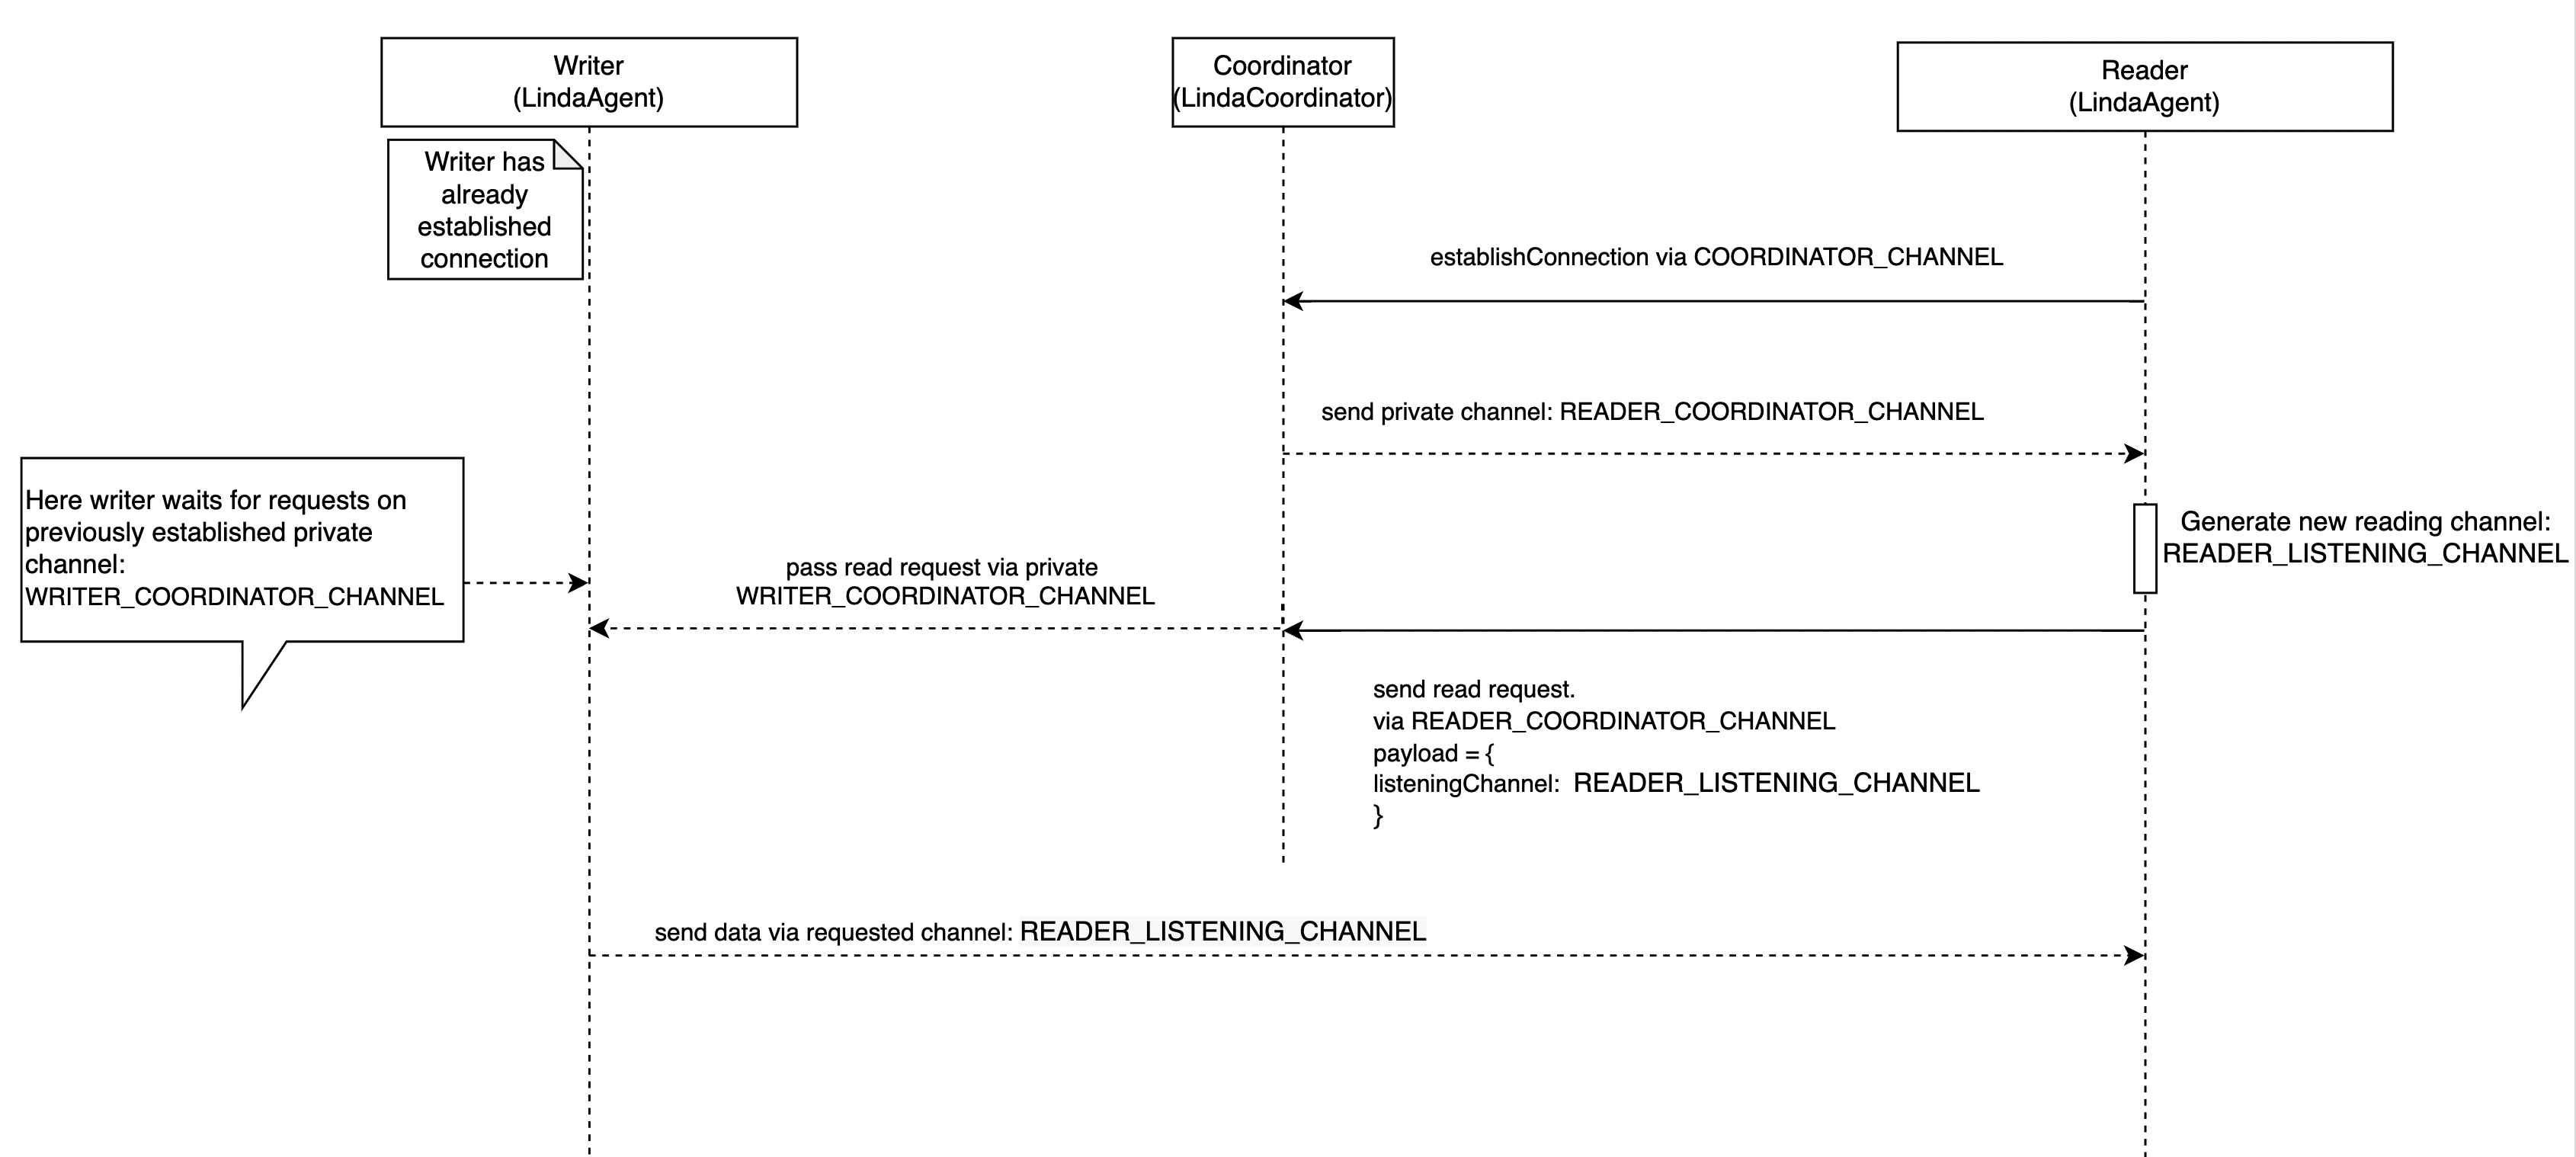 Writer
(LindaAgent)
Coordinator
(LindaCoordinator)
Reader
(LindaAgent)
Writer has
already
established
connection
establishConnection via COORDINATOR_CHANNEL
send private channel: READER_COORDINATOR_CHANNEL
Here writer waits for requests on
previously established private
channel:
WRITER_COORDINATOR_CHANNEL
Generate new reading channel:
READER_LISTENING_CHANNEL
pass read request via private
WRITER_COORDINATOR_CHANNEL
send read request.
via READER_COORDINATOR_CHANNEL
payload = {
listeningChannel: READER_LISTENING_CHANNEL
}
send data via requested channel: READER_LISTENING_CHANNEL